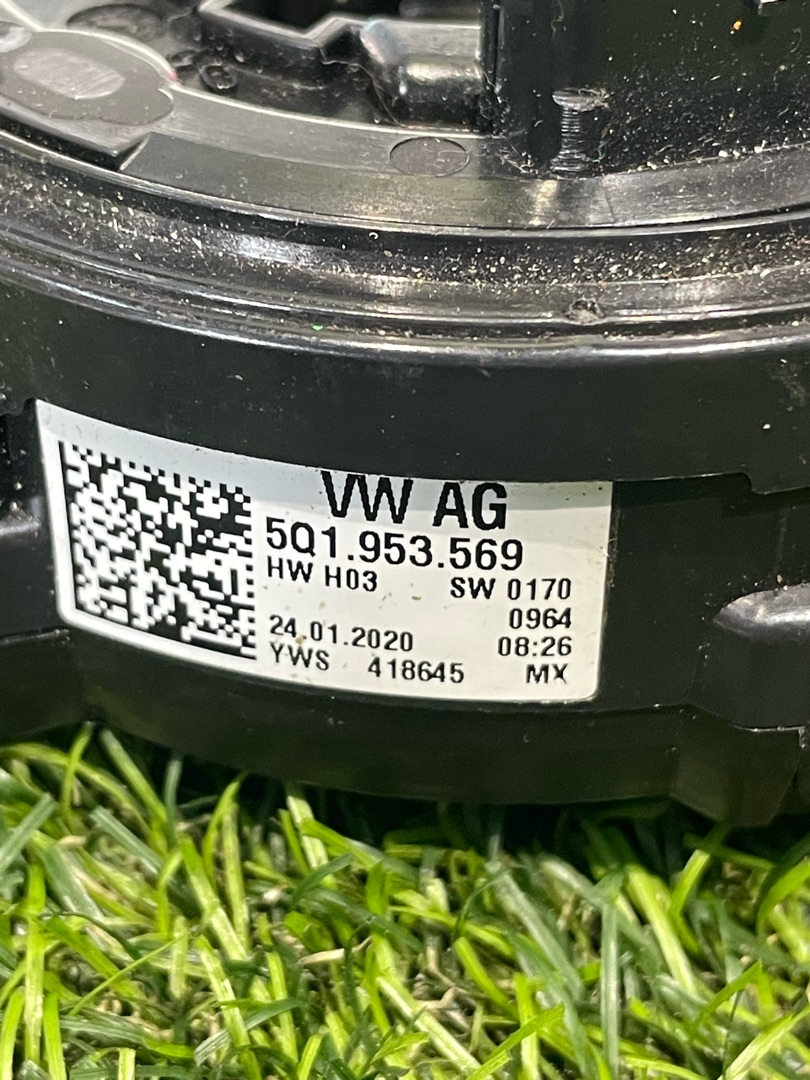 VW AG
5Q1.953.569
HW H03 SW 0170
0964
24.01.2020 08:26
YWS 418645 MX